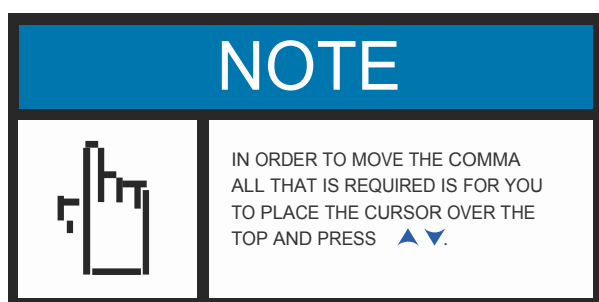 NOTE
IN ORDER TO MOVE THE COMMA
ALL THAT IS REQUIRED IS FOR YOU
TO PLACE THE CURSOR OVER THE
TOP AND PRESS ▲ ▼.